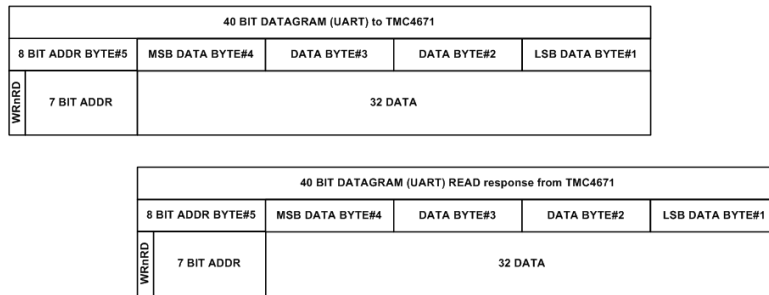 40 BIT DATAGRAM (UART) to TMC4671
8 BIT ADDR BYTE#5 MSB DATA BYTE#4 DATA BYTE#3 DATA BYTE#2 LSB DATA BYTE#1
WRnRD 7 BIT ADDR 32 DATA
40 BIT DATAGRAM (UART) READ response from TMC4671
8 BIT ADDR BYTE#5 MSB DATA BYTE#4 DATA BYTE#3 DATA BYTE#2 LSB DATA BYTE#1
WRnRD 7 BIT ADDR 32 DATA